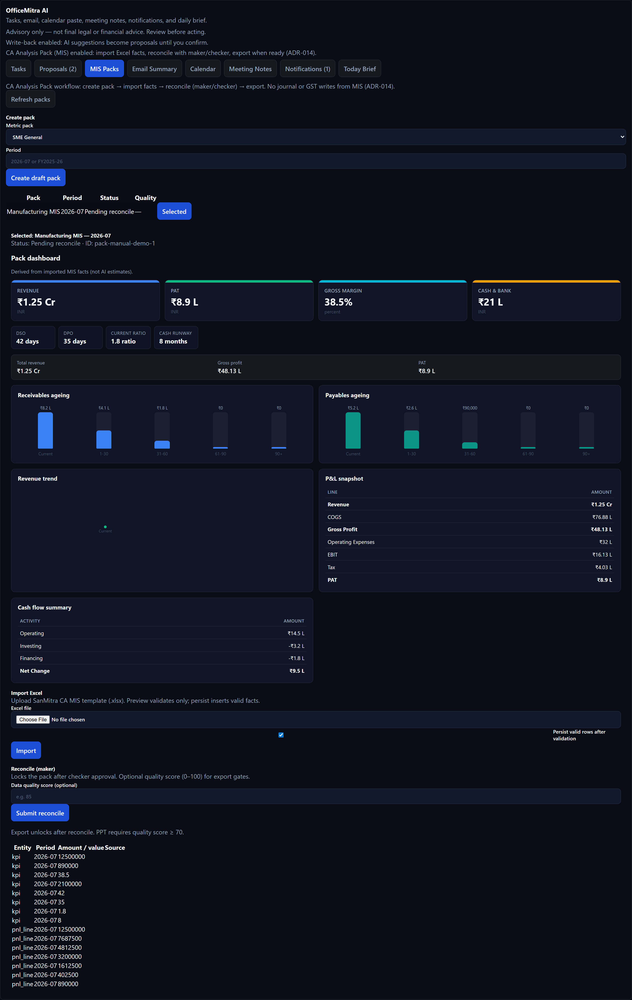 OfficeMitra AI
Tasks, email, calendar paste, meeting notes, notifications, and daily brief.
Advisory only — not final legal or financial advice. Review before acting.
Write-back enabled: AI suggestions become proposals until you confirm.
CA Analysis Pack (MIS) enabled: import Excel facts, reconcile with maker/checker, export when ready (ADR-014).
Tasks Proposals (2) MIS Packs Email Summary Calendar Meeting Notes Notifications (1) Today Brief
CA Analysis Pack workflow: create pack → import facts → reconcile (maker/checker) → export. No journal or GST writes from MIS (ADR-014).
Refresh packs
Create pack
Metric pack
SME General
Period
2026-07 or FY2025-26
Create draft pack
Pack Period Status Quality
Manufacturing MIS 2026-07 Pending reconcile — Selected
Selected: Manufacturing MIS — 2026-07
Status: Pending reconcile · ID: pack-manual-demo-1
Pack dashboard
Derived from imported MIS facts (not AI estimates).
REVENUE PAT GROSS MARGIN CASH & BANK
₹1.25 Cr ₹8.9 L 38.5% ₹21 L
INR INR percent INR
DSO DPO CURRENT RATIO CASH RUNWAY
42 days 35 days 1.8 ratio 8 months
Total revenue Gross profit PAT
₹1.25 Cr ₹48.13 L ₹8.9 L
Receivables ageing
₹8.2 L ₹4.1 L ₹1.8 L ₹0 ₹0
Current 1-30 31-60 61-90 90+
Payables ageing
₹5.2 L ₹2.6 L ₹90,000 ₹0 ₹0
Current 1-30 31-60 61-90 90+
Revenue trend
Current
P&L snapshot
LINE AMOUNT
Revenue ₹1.25 Cr
COGS ₹76.88 L
Gross Profit ₹48.13 L
Operating Expenses ₹32 L
EBIT ₹16.13 L
Tax ₹4.03 L
PAT ₹8.9 L
Cash flow summary
ACTIVITY AMOUNT
Operating ₹14.5 L
Investing -₹3.2 L
Financing -₹1.8 L
Net Change ₹9.5 L
Import Excel
Upload SanMitra CA MIS template (.xlsx). Preview validates only; persist inserts valid facts.
Excel file
Choose File No file chosen
Persist valid rows after
validation
Import
Reconcile (maker)
Locks the pack after checker approval. Optional quality score (0–100) for export gates.
Data quality score (optional)
e.g. 85
Submit reconcile
Export unlocks after reconcile. PPT requires quality score ≥ 70.
Entity Period Amount / value Source
kpi 2026-07 12500000
kpi 2026-07 890000
kpi 2026-07 38.5
kpi 2026-07 2100000
kpi 2026-07 42
kpi 2026-07 35
kpi 2026-07 1.8
kpi 2026-07 8
pnl_line 2026-07 12500000
pnl_line 2026-07 7687500
pnl_line 2026-07 4812500
pnl_line 2026-07 3200000
pnl_line 2026-07 1612500
pnl_line 2026-07 402500
pnl_line 2026-07 890000